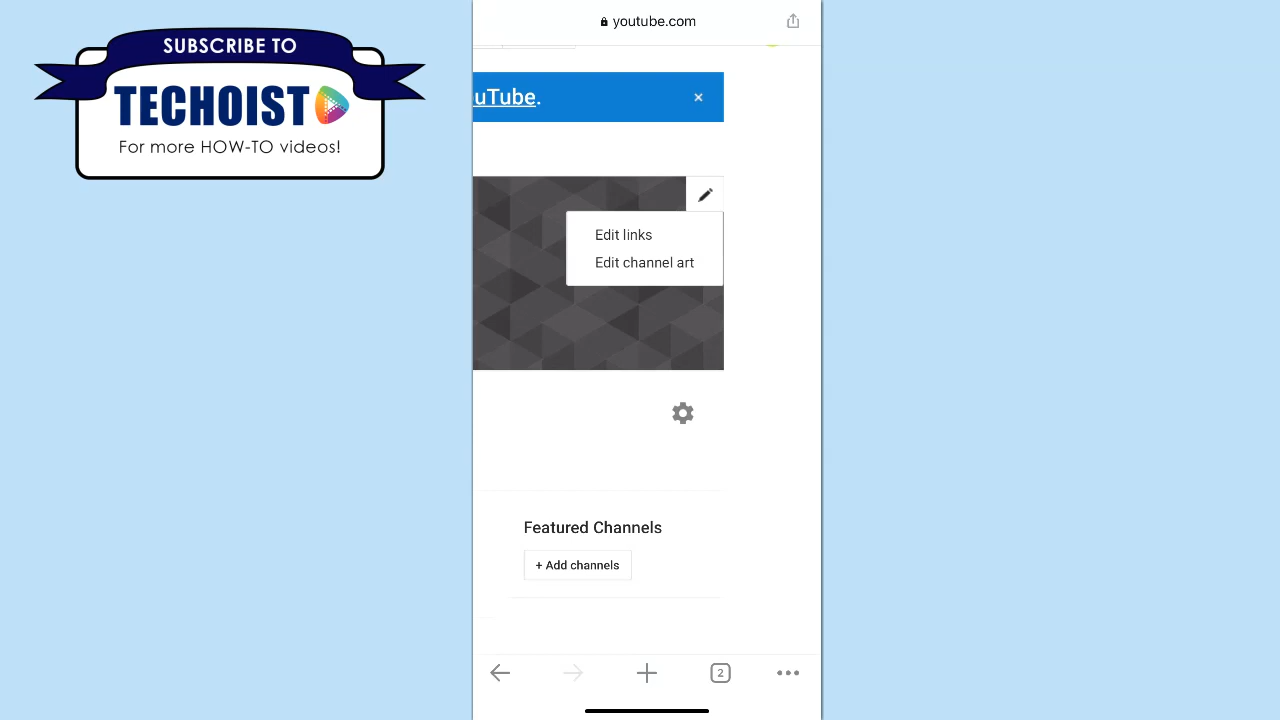 SUBSCRIBE TO
TECHOIST
For more HOW-TO videos!
youtube.com
uTube.
Edit links
Edit channel art
Featured Channels
+ Add channels
2